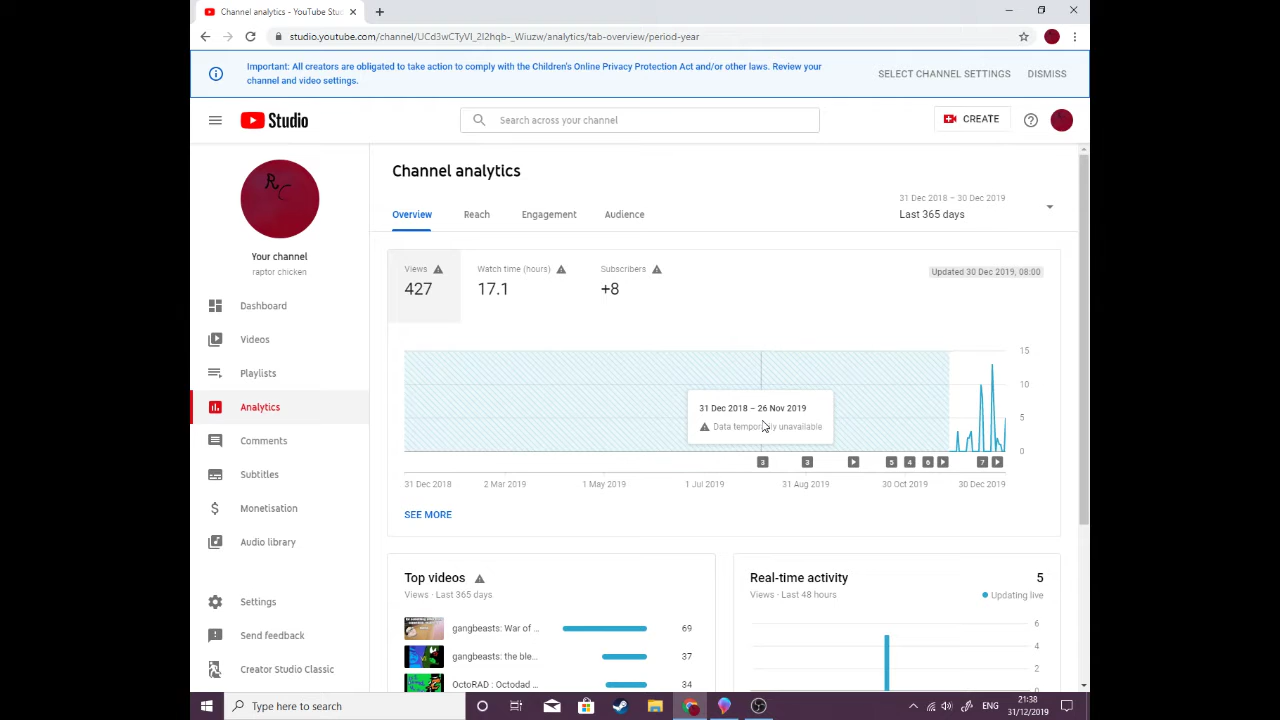 Channel analytics - YouTube Stu
studio.youtube.com/channel/UCd3wCTyVl_2I2hqb-_Wiuzw/analytics/tab-overview/period-year
Important: All creators are obligated to take action to comply with the Children's Online Privacy Protection Act and/or other laws. Review your
channel and video settings.
SELECT CHANNEL SETTINGS
DISMISS
Studio
Search across your channel
CREATE
RC
Your channel
raptor chicken
Dashboard
Videos
Playlists
Analytics
Comments
Subtitles
Monetisation
Audio library
Settings
Send feedback
Creator Studio Classic
Channel analytics
31 Dec 2018 – 30 Dec 2019
Last 365 days
Overview
Reach
Engagement
Audience
Views
427
Watch time (hours)
17.1
Subscribers
+8
Updated 30 Dec 2019, 08:00
15
10
5
0
31 Dec 2018 – 26 Nov 2019
Data temporarily unavailable
3
3
5
4
6
7
31 Dec 2018
2 Mar 2019
1 May 2019
1 Jul 2019
31 Aug 2019
30 Oct 2019
30 Dec 2019
SEE MORE
Top videos
Views · Last 365 days
gangbeasts: War of ...
69
gangbeasts: the ble...
37
OctoRAD : Octodad ...
34
Real-time activity
5
Views · Last 48 hours
Updating live
6
4
2
0
Type here to search
ENG
21:38
31/12/2019